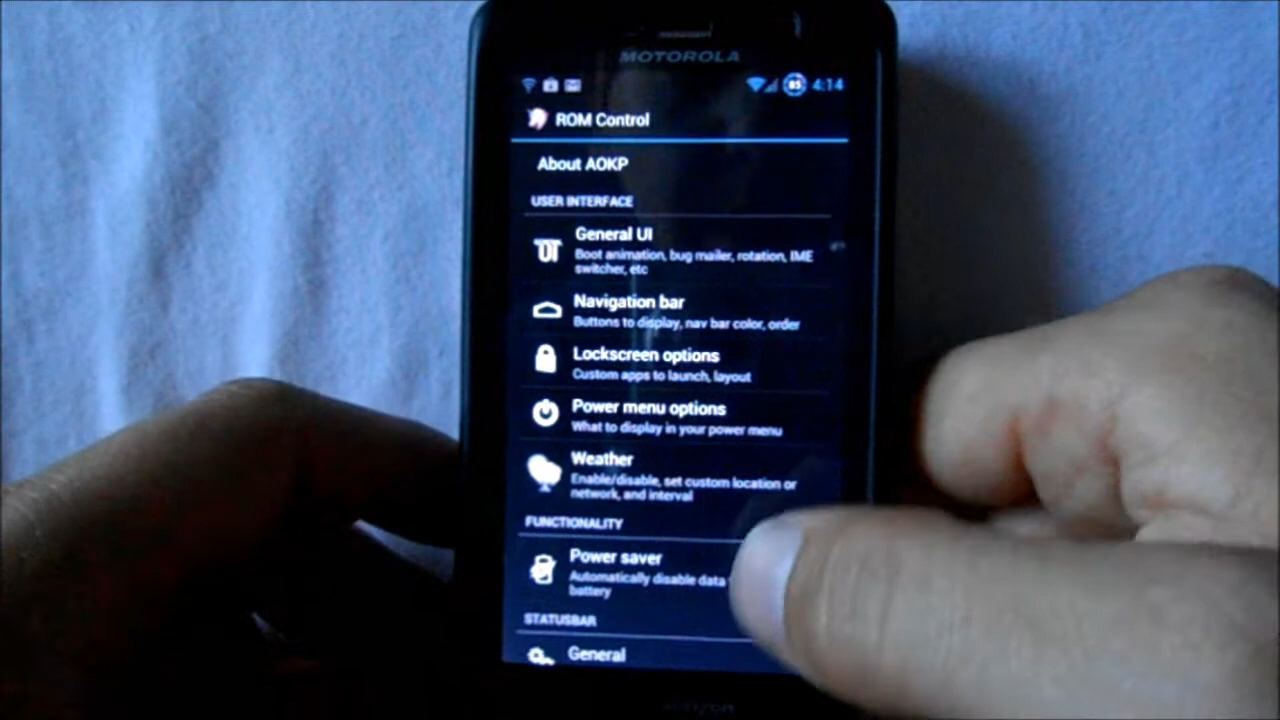 MOTOROLA
85 4:14
ROM Control
About AOKP
USER INTERFACE
General UI
Boot animation, bug mailer, rotation, IME
switcher, etc
Navigation bar
Buttons to display, nav bar color, order
Lockscreen options
Custom apps to launch, layout
Power menu options
What to display in your power menu
Weather
Enable/disable, set custom location or
network, and interval
FUNCTIONALITY
Power saver
Automatically disable data
battery
STATUSBAR
General
verizon